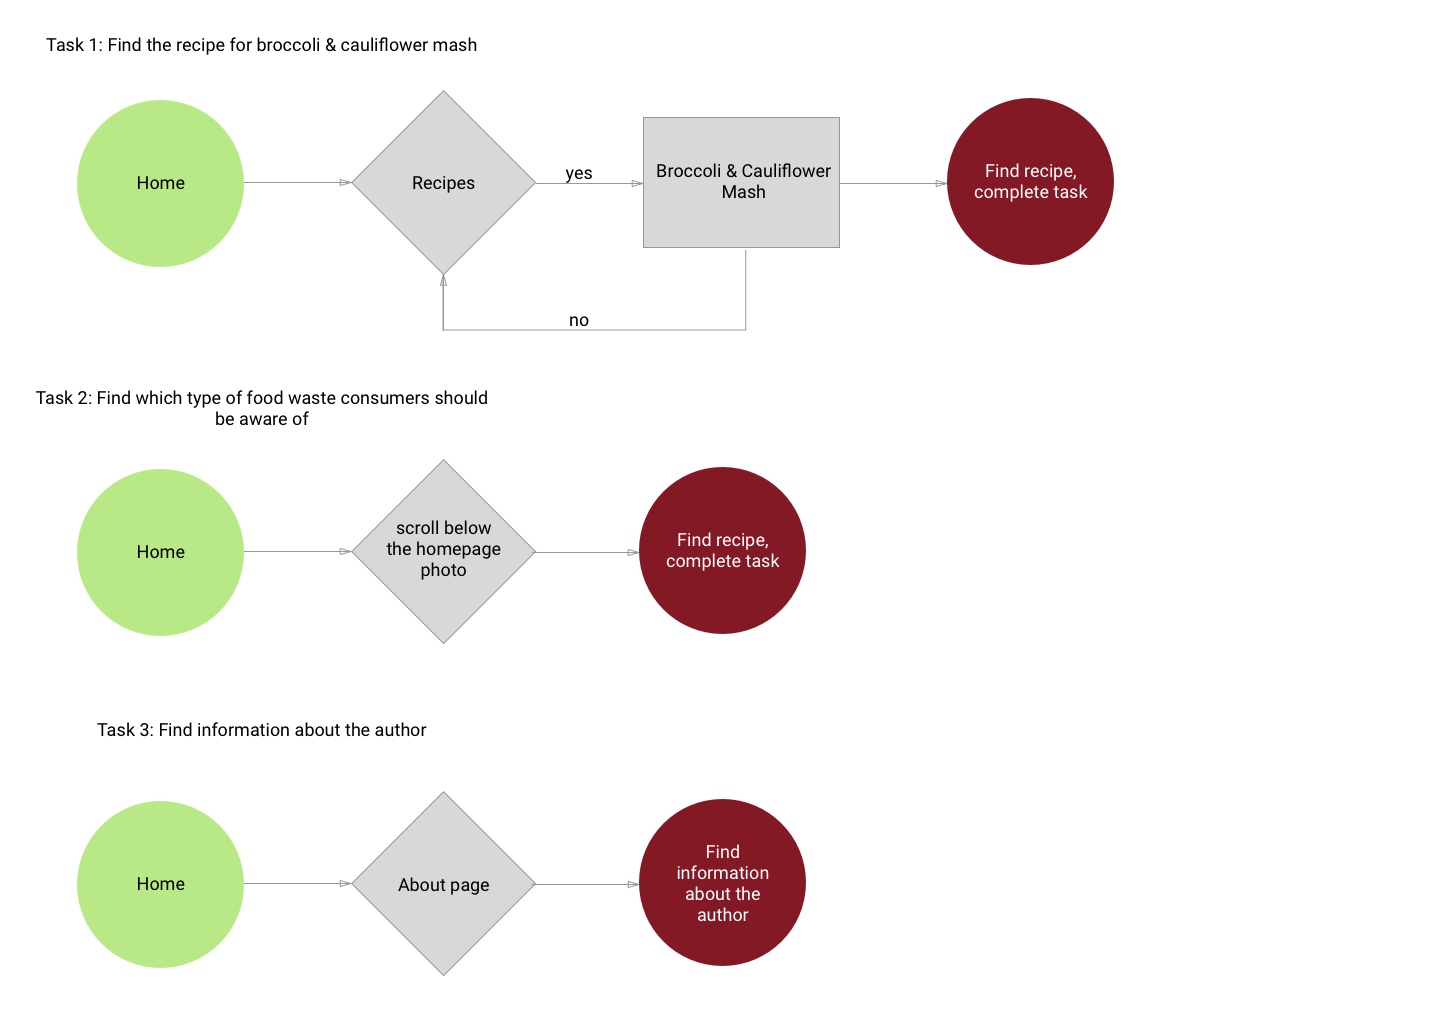 Task 1: Find the recipe for broccoli & cauliflower mash
Home
Recipes
yes
Broccoli & Cauliflower
Mash
Find recipe,
complete task
no
Task 2: Find which type of food waste consumers should
be aware of
Home
scroll below
the homepage
photo
Find recipe,
complete task
Task 3: Find information about the author
Home
About page
Find
information
about the
author